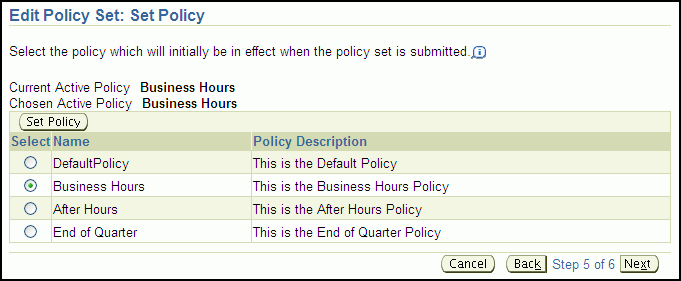 Edit Policy Set: Set Policy
Select the policy which will initially be in effect when the policy set is submitted.
Current Active Policy Business Hours
Chosen Active Policy Business Hours
Set Policy
Select Name Policy Description
DefaultPolicy This is the Default Policy
Business Hours This is the Business Hours Policy
After Hours This is the After Hours Policy
End of Quarter This is the End of Quarter Policy
Cancel Back Step 5 of 6 Next